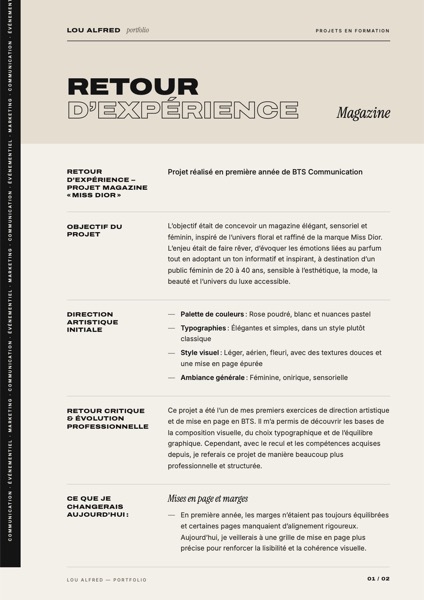 LOU ALFRED portfolio
PROJETS EN FORMATION
RETOUR
D'EXPÉRIENCE
Magazine
RETOUR
D'EXPÉRIENCE –
PROJET MAGAZINE
« MISS DIOR »
Projet réalisé en première année de BTS Communication
OBJECTIF DU
PROJET
L'objectif était de concevoir un magazine élégant, sensoriel et
féminin, inspiré de l'univers floral et raffiné de la marque Miss Dior.
L'enjeu était de faire rêver, d'évoquer les émotions liées au parfum
tout en adoptant un ton informatif et inspirant, à destination d'un
public féminin de 20 à 40 ans, sensible à l'esthétique, la mode, la
beauté et l'univers du luxe accessible.
DIRECTION
ARTISTIQUE
INITIALE
— Palette de couleurs : Rose poudré, blanc et nuances pastel
— Typographies : Élégantes et simples, dans un style plutôt
classique
— Style visuel : Léger, aérien, fleuri, avec des textures douces et
une mise en page épurée
— Ambiance générale : Féminine, onirique, sensorielle
RETOUR CRITIQUE
& ÉVOLUTION
PROFESSIONNELLE
Ce projet a été l'un de mes premiers exercices de direction artistique
et de mise en page en BTS. Il m'a permis de découvrir les bases de
la composition visuelle, du choix typographique et de l'équilibre
graphique. Cependant, avec le recul et les compétences acquises
depuis, je referais ce projet de manière beaucoup plus
professionnelle et structurée.
CE QUE JE
CHANGERAIS
AUJOURD'HUI :
Mises en page et marges
— En première année, les marges n'étaient pas toujours équilibrées
et certaines pages manquaient d'alignement rigoureux.
Aujourd'hui, je veillerais à une grille de mise en page plus
précise pour renforcer la lisibilité et la cohérence visuelle.
LOU ALFRED — PORTFOLIO
01 / 02
COMMUNICATION · ÉVÉNEMENTIEL · MARKETING · COMMUNICATION · ÉVÉNEMENTIEL · MARKETING · COMMUNICATION · ÉVÉNEMENTIEL · MARKETING · COMMUNICATION · ÉVÉNEMENT